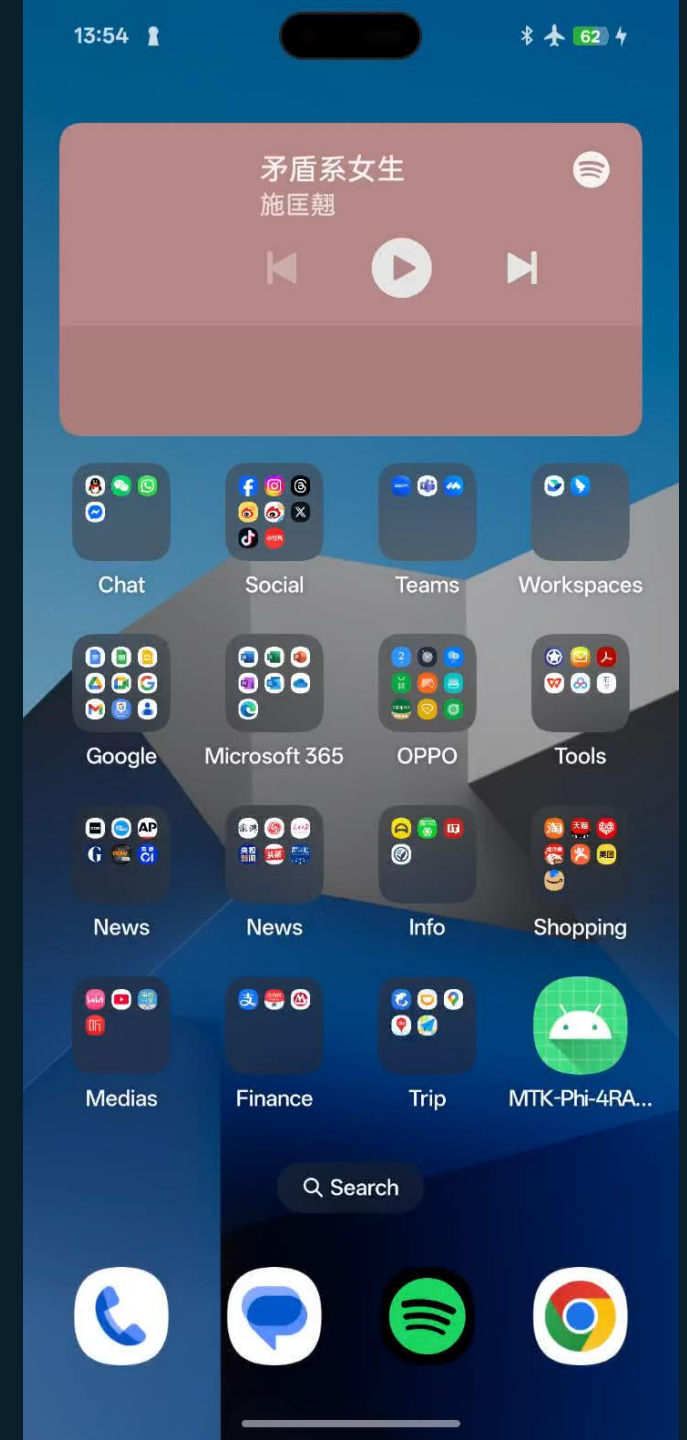 13:54
62
矛盾系女生
施匡翹
Chat
Social
Teams
Workspaces
Google
Microsoft 365
OPPO
Tools
News
News
Info
Shopping
Medias
Finance
Trip
MTK-Phi-4RA...
Search